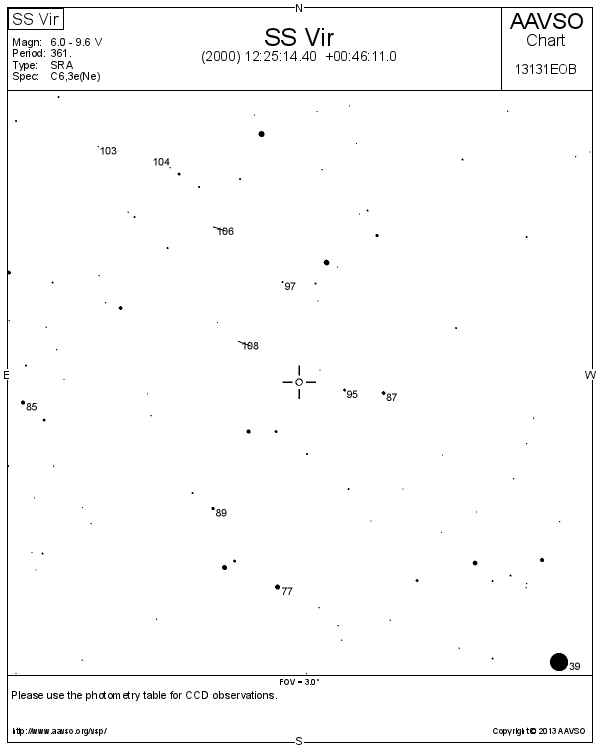 N
SS Vir
Magn: 6.0 - 9.6 V
Period: 361.
Type: SRA
Spec: C6,3e(Ne)
SS Vir
(2000) 12:25:14.40 +00:46:11.0
AAVSO
Chart
13131EOB
103
104
106
97
108
E
W
95
87
85
89
77
39
FOV = 3.0°
Please use the photometry table for CCD observations.
http://www.aavso.org/vsp/
Copyright © 2013 AAVSO
S